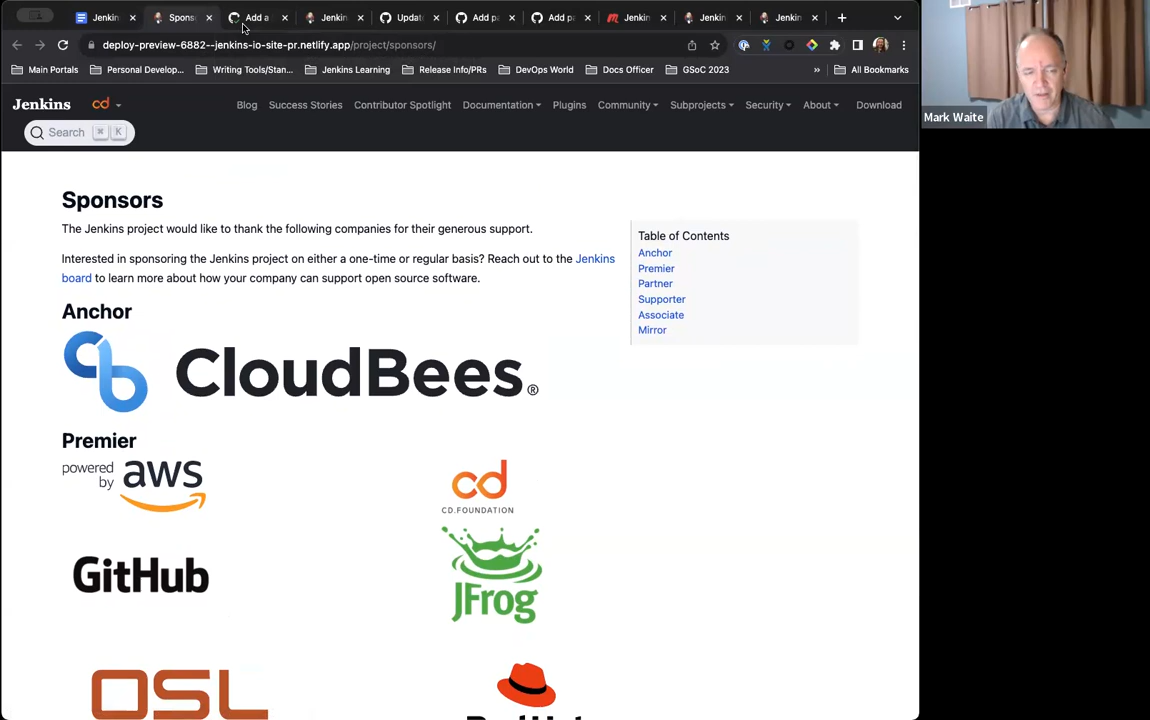 Jenkin
Spons
Add a
Jenkin
Update
Add pa
Add pa
Jenkin
Jenkin
Jenkin
deploy-preview-6882--jenkins-io-site-pr.netlify.app/project/sponsors/
Main Portals
Personal Develop...
Writing Tools/Stan...
Jenkins Learning
Release Info/PRs
DevOps World
Docs Officer
GSoC 2023
»
All Bookmarks
Jenkins
cd
Blog
Success Stories
Contributor Spotlight
Documentation
Plugins
Community
Subprojects
Security
About
Download
Search ⌘ K
Mark Waite
Sponsors
The Jenkins project would like to thank the following companies for their generous support.
Interested in sponsoring the Jenkins project on either a one-time or regular basis? Reach out to the Jenkins
board to learn more about how your company can support open source software.
Table of Contents
Anchor
Premier
Partner
Supporter
Associate
Mirror
Anchor
CloudBees®
Premier
powered by aws
cd
CD.FOUNDATION
GitHub
JFrog
OSL